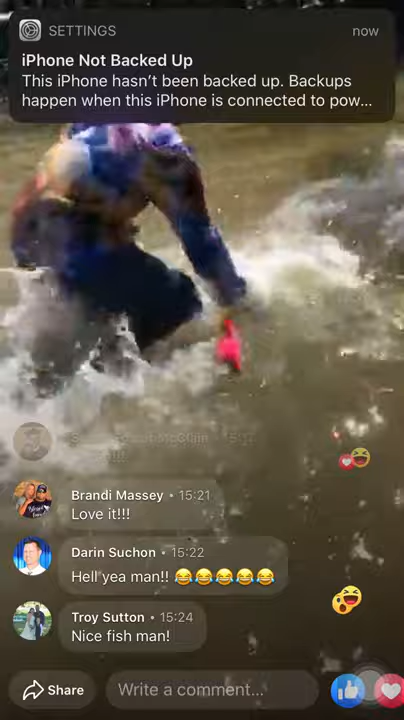 SETTINGS
now
iPhone Not Backed Up
This iPhone hasn't been backed up. Backups
happen when this iPhone is connected to pow...
Brandi Massey • 15:21
Love it!!!
Darin Suchon • 15:22
Hell yea man!! 😂😂😂😂😂
Troy Sutton • 15:24
Nice fish man!
Share
Write a comment...